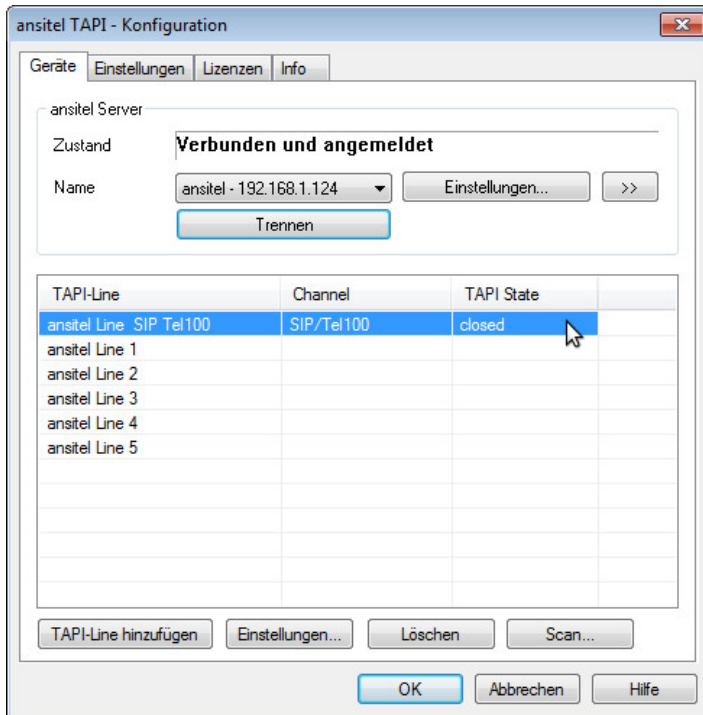 ansitel TAPI - Konfiguration
Geräte Einstellungen Lizenzen Info
ansitel Server
Zustand Verbunden und angemeldet
Name ansitel - 192.168.1.124 Einstellungen... >>
Trennen
TAPI-Line Channel TAPI State
ansitel Line SIP Tel100 SIP/Tel100 closed
ansitel Line 1
ansitel Line 2
ansitel Line 3
ansitel Line 4
ansitel Line 5
TAPI-Line hinzufügen Einstellungen... Löschen Scan...
OK Abbrechen Hilfe